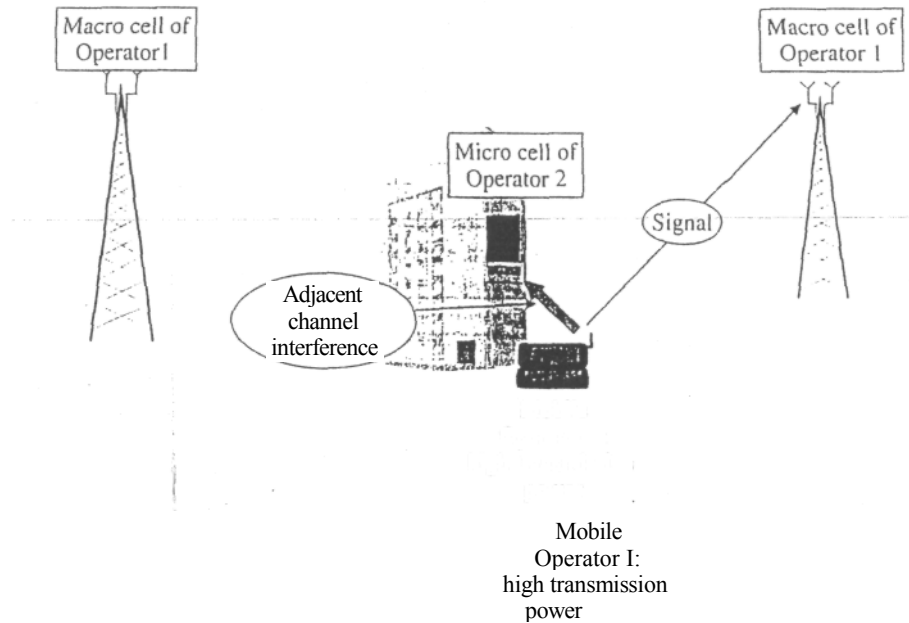 Macro cell of
Operator1
Macro cell of
Operator 1
Micro cell of
Operator 2
Signal
Adjacent
channel
interference
Mobile
Operator I:
high transmission
power